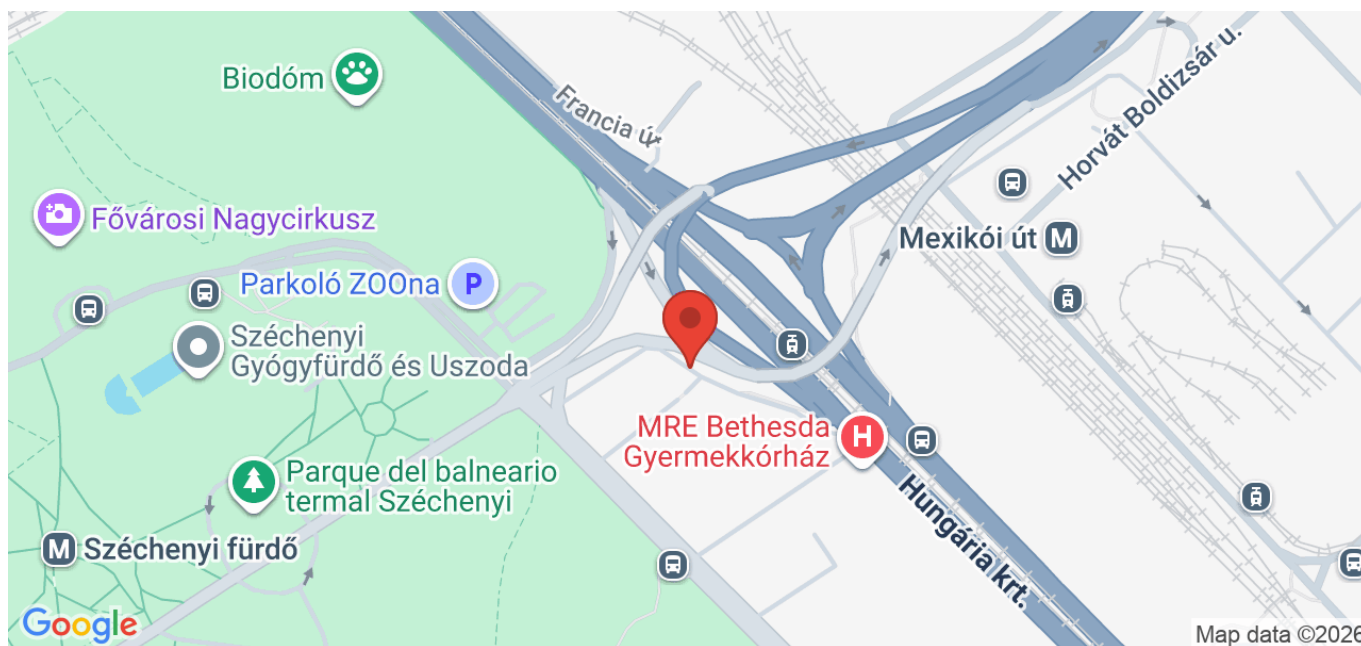 Biodóm
Francia út
Horvát Boldizsár u.
Fővárosi Nagycirkusz
Mexikói út M
Parkoló ZOOna P
Széchenyi
Gyógyfürdő és Uszoda
MRE Bethesda
Gyermekkórház
H
Parque del balneario
termal Széchenyi
Hungária krt.
M Széchenyi fürdő
Google
Map data ©2026